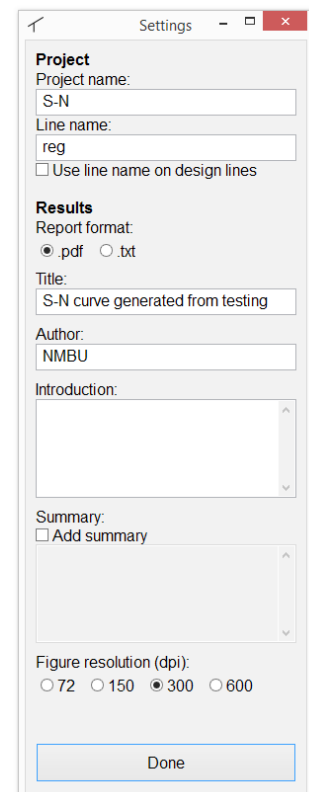 Settings
Project
Project name:
S-N
Line name:
reg
Use line name on design lines
Results
Report format:
.pdf .txt
Title:
S-N curve generated from testing
Author:
NMBU
Introduction:
Summary:
Add summary
Figure resolution (dpi):
72 150 300 600
Done